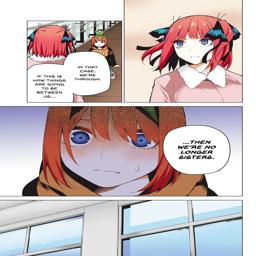 IF THIS IS
HOW THINGS
ARE GOING
TO BE
BETWEEN
US...
IN THAT
CASE,
WE'RE
THROUGH.
...THEN
WE'RE NO
LONGER
SISTERS.